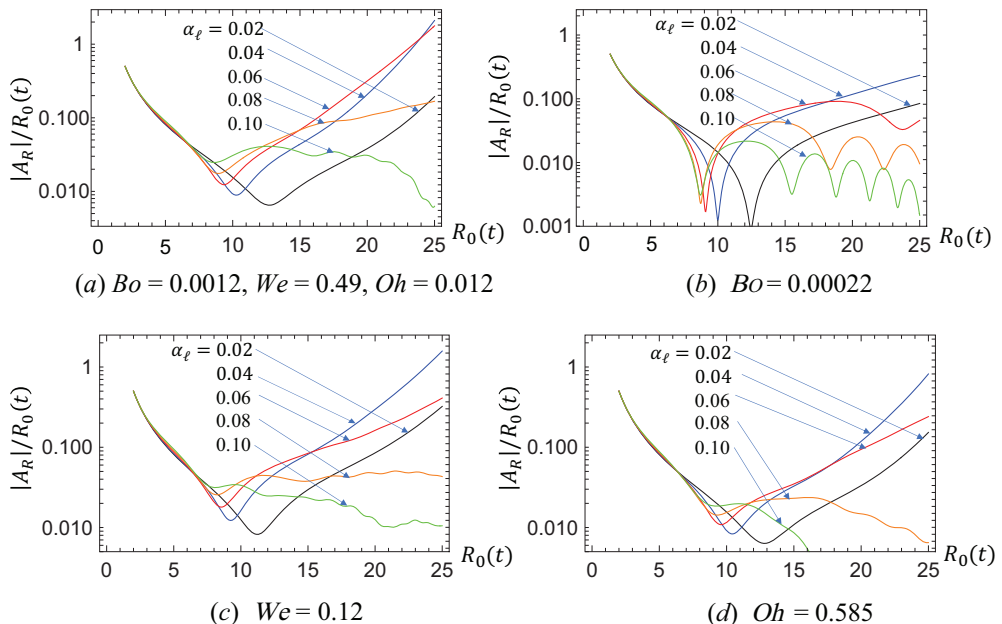 |A_R|/R_0(t)
1
0.100
0.010
α_ℓ = 0.02
0.04
0.06
0.08
0.10
0 5 10 15 20 25 R_0(t)
(a) Bo = 0.0012, We = 0.49, Oh = 0.012
|A_R|/R_0(t)
1
0.100
0.010
0.001
α_ℓ = 0.02
0.04
0.06
0.08
0.10
0 5 10 15 20 25 R_0(t)
(b) Bo = 0.00022
|A_R|/R_0(t)
1
0.100
0.010
α_ℓ = 0.02
0.04
0.06
0.08
0.10
0 5 10 15 20 25 R_0(t)
(c) We = 0.12
|A_R|/R_0(t)
1
0.100
0.010
α_ℓ = 0.02
0.04
0.06
0.08
0.10
0 5 10 15 20 25 R_0(t)
(d) Oh = 0.585